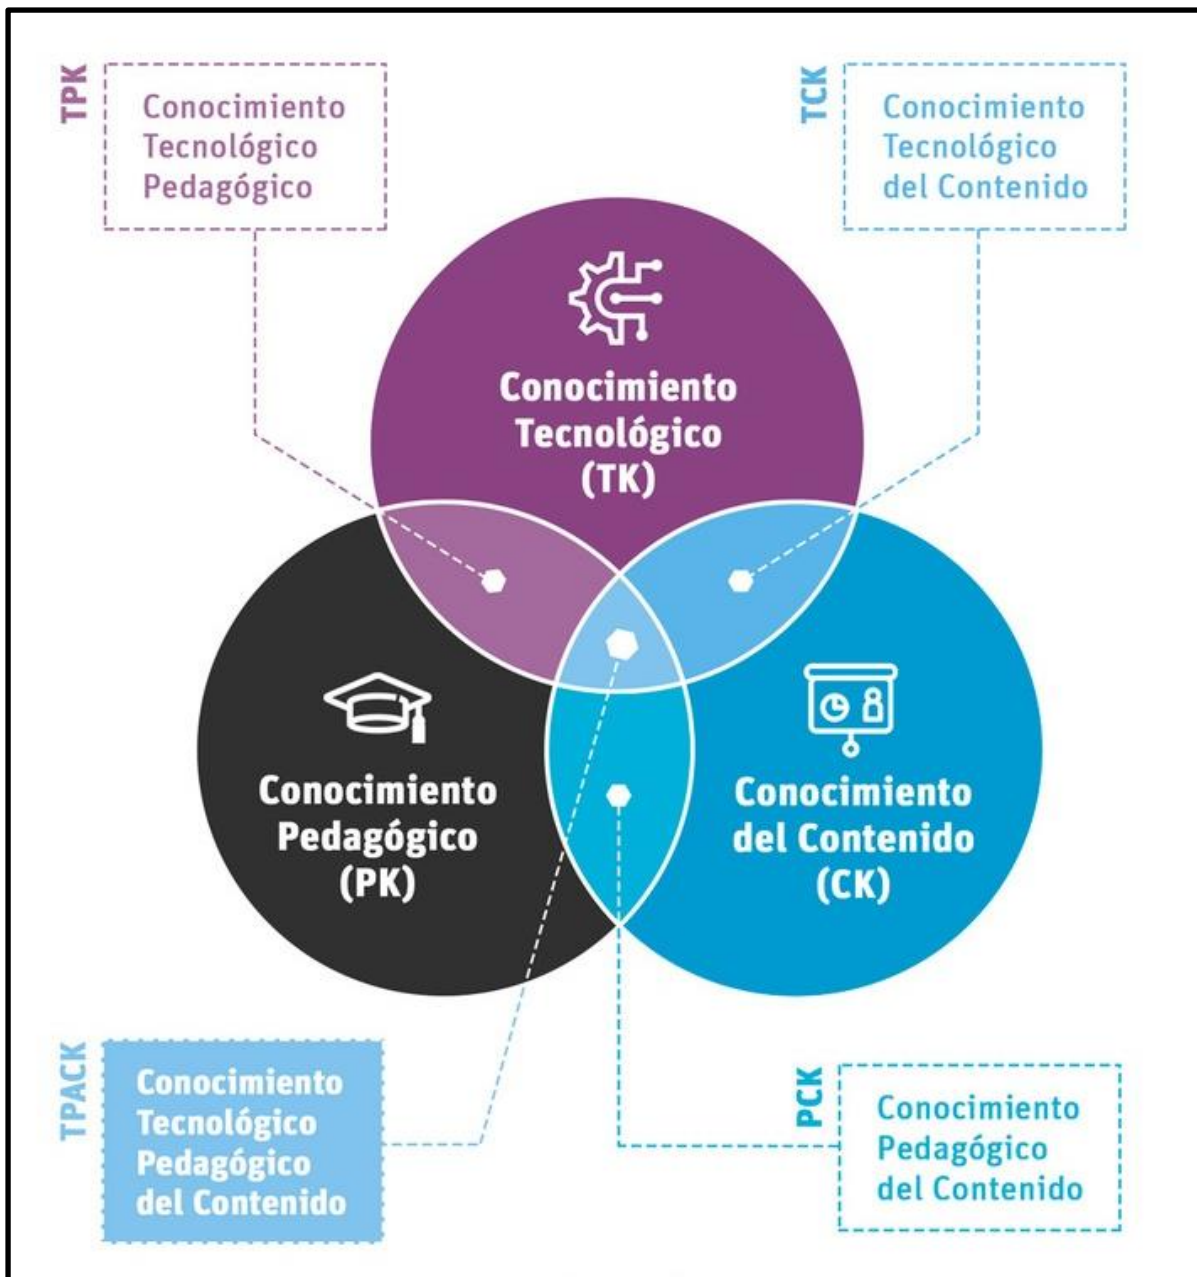 TPK
Conocimiento
Tecnológico
Pedagógico
TCK
Conocimiento
Tecnológico
del Contenido
Conocimiento
Tecnológico
(TK)
Conocimiento
Pedagógico
(PK)
Conocimiento
del Contenido
(CK)
TPACK
Conocimiento
Tecnológico
Pedagógico
del Contenido
PCK
Conocimiento
Pedagógico
del Contenido